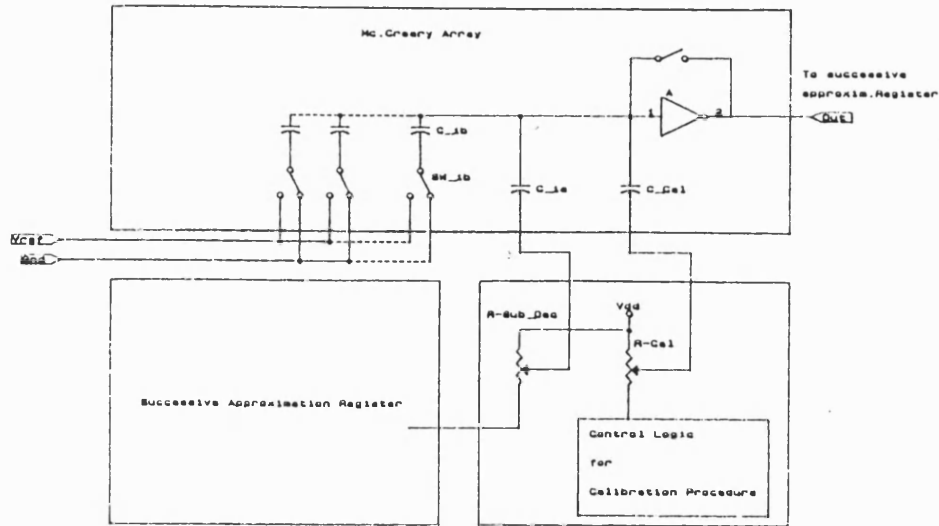 Mc.Creary Array
To successive
approxim.Register
A
1
2
Out
C_ib
SW_ib
C_ia
C_Cal
Vref
Gnd
Vdd
R-Sub_Dac
R-Cal
Successive Approximation Register
Control Logic
for
Calibration Procedure